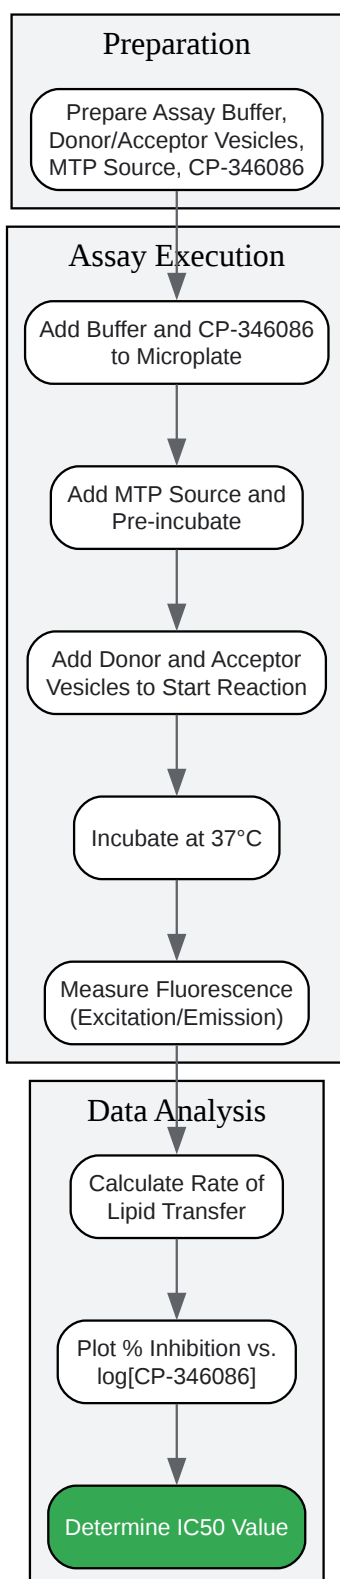 Preparation
Prepare Assay Buffer,
Donor/Acceptor Vesicles,
MTP Source, CP-346086
Assay Execution
Add Buffer and CP-346086
to Microplate
Add MTP Source and
Pre-incubate
Add Donor and Acceptor
Vesicles to Start Reaction
Incubate at 37°C
Measure Fluorescence
(Excitation/Emission)
Data Analysis
Calculate Rate of
Lipid Transfer
Plot % Inhibition vs.
log[CP-346086]
Determine IC50 Value